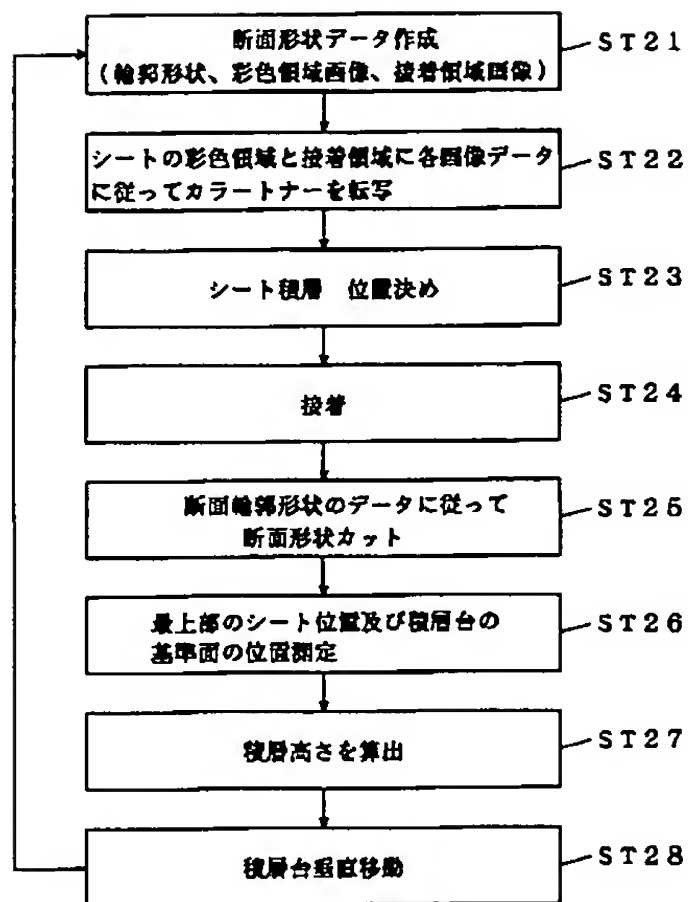 断面形状データ作成
(輪郭形状、彩色領域画像、接着領域画像)
ST21
シートの彩色領域と接着領域に各画像データ
に従ってカラートナーを転写
ST22
シート積層 位置決め
ST23
接着
ST24
断面輪郭形状のデータに従って
断面形状カット
ST25
最上部のシート位置及び積層台の
基準面の位置測定
ST26
積層高さを算出
ST27
積層台垂直移動
ST28